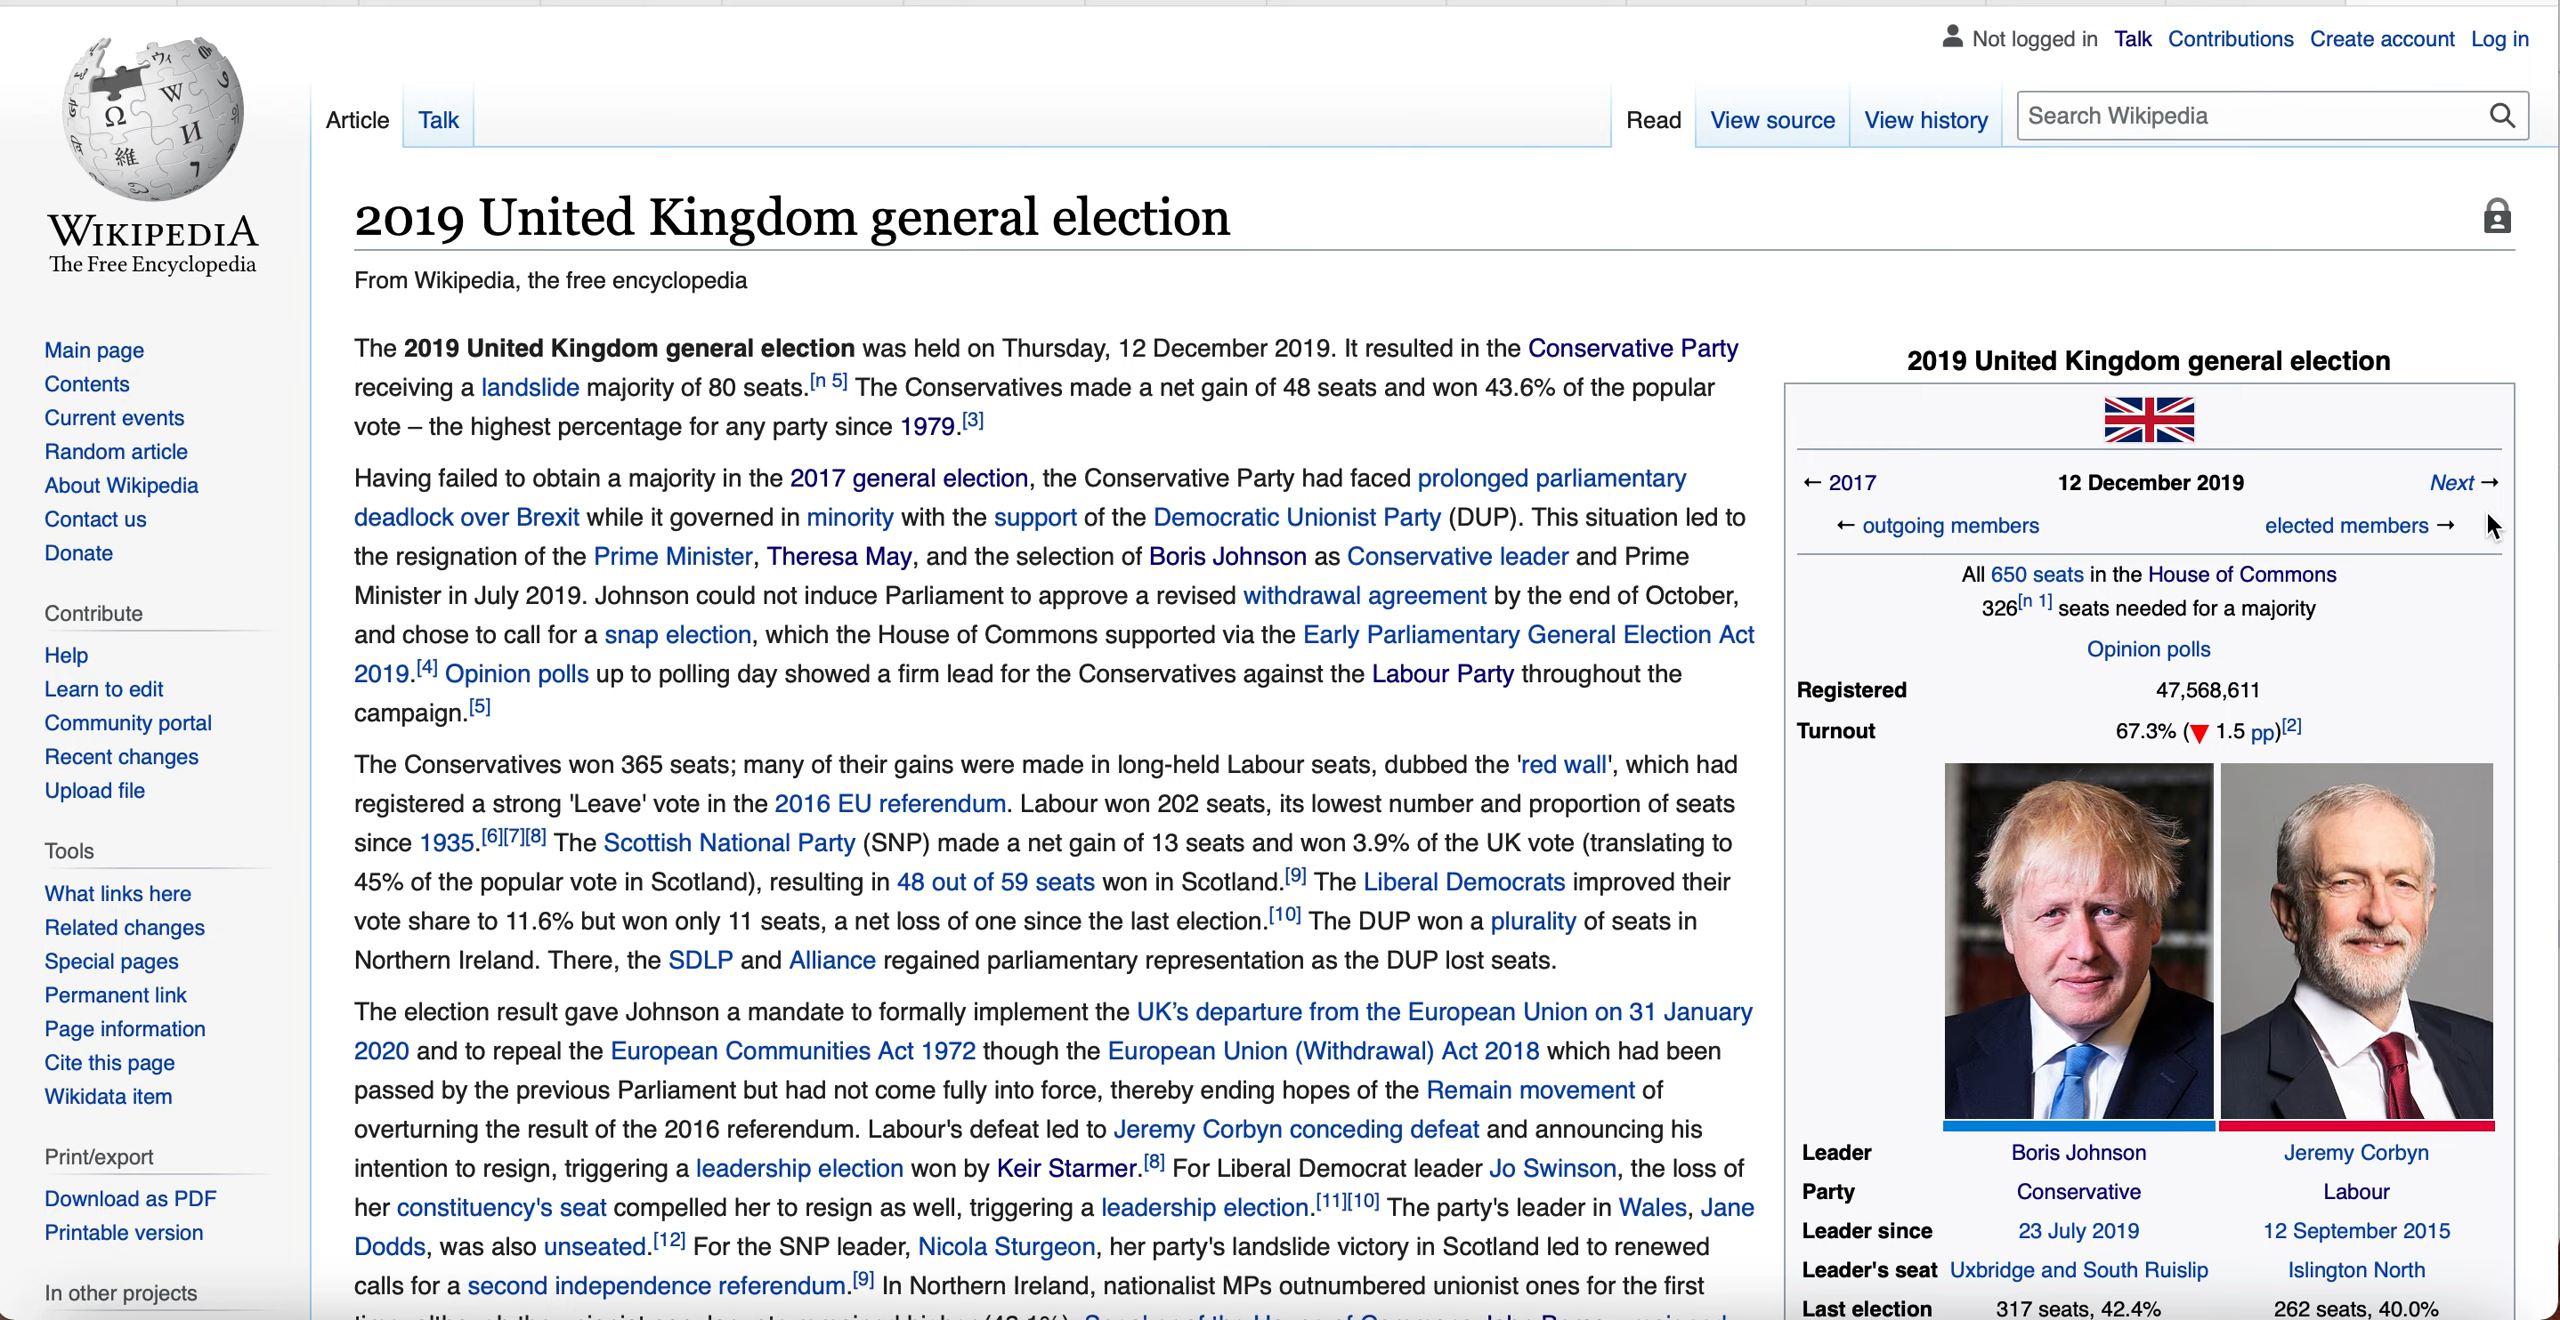 Not logged in Talk Contributions Create account Log in
Article Talk Read View source View history Search Wikipedia
WIKIPEDIA
The Free Encyclopedia
Main page
Contents
Current events
Random article
About Wikipedia
Contact us
Donate
Contribute
Help
Learn to edit
Community portal
Recent changes
Upload file
Tools
What links here
Related changes
Special pages
Permanent link
Page information
Cite this page
Wikidata item
Print/export
Download as PDF
Printable version
In other projects
2019 United Kingdom general election
From Wikipedia, the free encyclopedia
The 2019 United Kingdom general election was held on Thursday, 12 December 2019. It resulted in the Conservative Party
receiving a landslide majority of 80 seats.[n 5] The Conservatives made a net gain of 48 seats and won 43.6% of the popular
vote – the highest percentage for any party since 1979.[3]
Having failed to obtain a majority in the 2017 general election, the Conservative Party had faced prolonged parliamentary
deadlock over Brexit while it governed in minority with the support of the Democratic Unionist Party (DUP). This situation led to
the resignation of the Prime Minister, Theresa May, and the selection of Boris Johnson as Conservative leader and Prime
Minister in July 2019. Johnson could not induce Parliament to approve a revised withdrawal agreement by the end of October,
and chose to call for a snap election, which the House of Commons supported via the Early Parliamentary General Election Act
2019.[4] Opinion polls up to polling day showed a firm lead for the Conservatives against the Labour Party throughout the
campaign.[5]
The Conservatives won 365 seats; many of their gains were made in long-held Labour seats, dubbed the 'red wall', which had
registered a strong 'Leave' vote in the 2016 EU referendum. Labour won 202 seats, its lowest number and proportion of seats
since 1935.[6][7][8] The Scottish National Party (SNP) made a net gain of 13 seats and won 3.9% of the UK vote (translating to
45% of the popular vote in Scotland), resulting in 48 out of 59 seats won in Scotland.[9] The Liberal Democrats improved their
vote share to 11.6% but won only 11 seats, a net loss of one since the last election.[10] The DUP won a plurality of seats in
Northern Ireland. There, the SDLP and Alliance regained parliamentary representation as the DUP lost seats.
The election result gave Johnson a mandate to formally implement the UK's departure from the European Union on 31 January
2020 and to repeal the European Communities Act 1972 though the European Union (Withdrawal) Act 2018 which had been
passed by the previous Parliament but had not come fully into force, thereby ending hopes of the Remain movement of
overturning the result of the 2016 referendum. Labour's defeat led to Jeremy Corbyn conceding defeat and announcing his
intention to resign, triggering a leadership election won by Keir Starmer.[8] For Liberal Democrat leader Jo Swinson, the loss of
her constituency's seat compelled her to resign as well, triggering a leadership election.[11][10] The party's leader in Wales, Jane
Dodds, was also unseated.[12] For the SNP leader, Nicola Sturgeon, her party's landslide victory in Scotland led to renewed
calls for a second independence referendum.[9] In Northern Ireland, nationalist MPs outnumbered unionist ones for the first
2019 United Kingdom general election
← 2017 12 December 2019 Next →
← outgoing members elected members →
All 650 seats in the House of Commons
326[n 1] seats needed for a majority
Opinion polls
Registered 47,568,611
Turnout 67.3% (▼ 1.5 pp)[2]
Leader Boris Johnson Jeremy Corbyn
Party Conservative Labour
Leader since 23 July 2019 12 September 2015
Leader's seat Uxbridge and South Ruislip Islington North
Last election 317 seats, 42.4% 262 seats, 40.0%